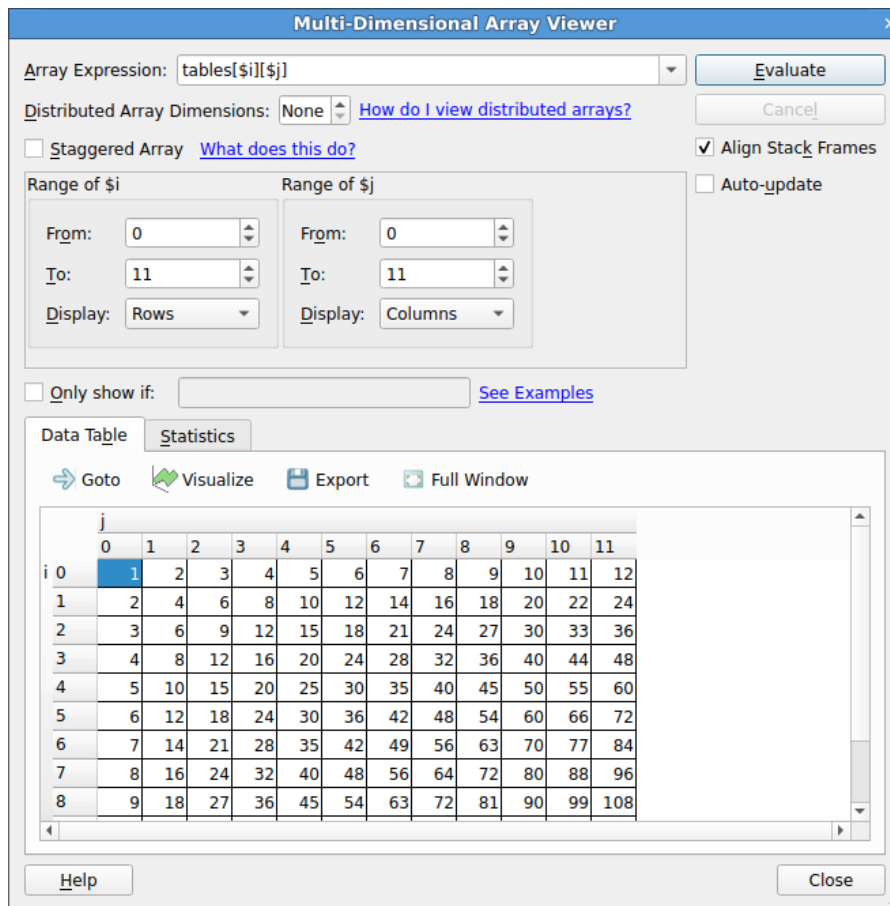 Multi-Dimensional Array Viewer
Array Expression: tables[$i][$j] Evaluate
Distributed Array Dimensions: None How do I view distributed arrays? Cancel
Staggered Array What does this do? Align Stack Frames
Range of $i Range of $j Auto-update
From: 0 From: 0
To: 11 To: 11
Display: Rows Display: Columns
Only show if: See Examples
Data Table Statistics
Goto Visualize Export Full Window
j
0 1 2 3 4 5 6 7 8 9 10 11
i 0 1 2 3 4 5 6 7 8 9 10 11 12
1 2 4 6 8 10 12 14 16 18 20 22 24
2 3 6 9 12 15 18 21 24 27 30 33 36
3 4 8 12 16 20 24 28 32 36 40 44 48
4 5 10 15 20 25 30 35 40 45 50 55 60
5 6 12 18 24 30 36 42 48 54 60 66 72
6 7 14 21 28 35 42 49 56 63 70 77 84
7 8 16 24 32 40 48 56 64 72 80 88 96
8 9 18 27 36 45 54 63 72 81 90 99 108
Help Close